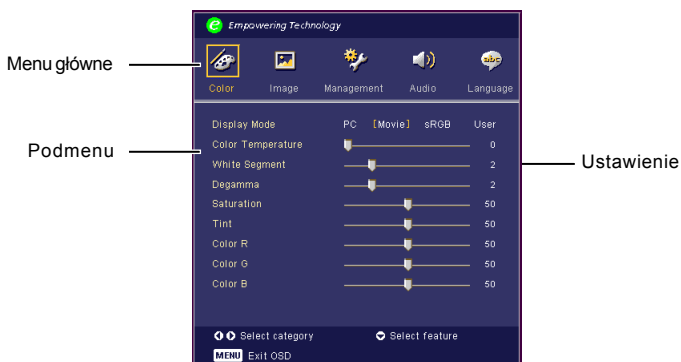 Empowering Technology
Menu główne
Color Image Management Audio Language
Podmenu
Ustawienie
Display Mode PC [Movie] sRGB User
Color Temperature 0
White Segment 2
Degamma 2
Saturation 50
Tint 50
Color R 50
Color G 50
Color B 50
Select category Select feature
MENU Exit OSD